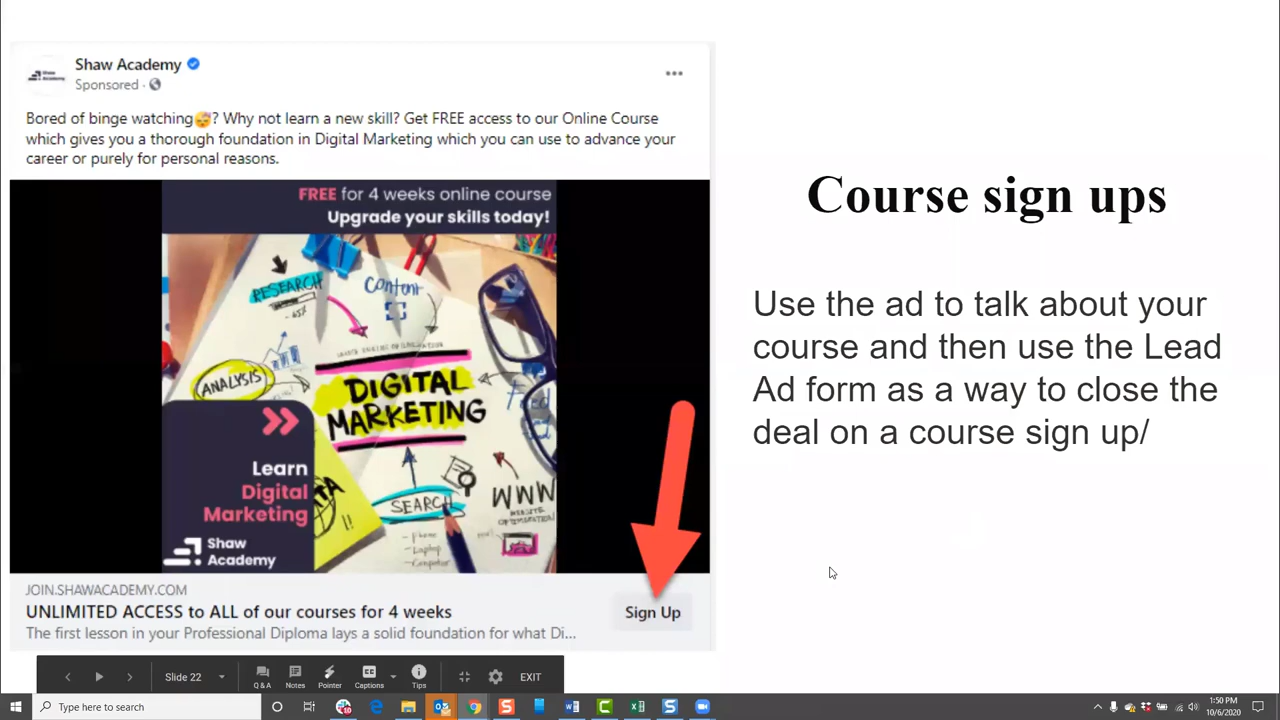 Shaw Academy
Sponsored ·
Bored of binge watching😴? Why not learn a new skill? Get FREE access to our Online Course
which gives you a thorough foundation in Digital Marketing which you can use to advance your
career or purely for personal reasons.
FREE for 4 weeks online course
Upgrade your skills today!
RESEARCH
Content
ANALYSIS
DIGITAL
MARKETING
Learn
Digital
Marketing
SEARCH
WWW
WEBSITE
OPTIMIZATION
- Phone
- Laptop
- Computer
Shaw
Academy
JOIN.SHAWACADEMY.COM
UNLIMITED ACCESS to ALL of our courses for 4 weeks
Sign Up
The first lesson in your Professional Diploma lays a solid foundation for what Di...
Course sign ups
Use the ad to talk about your
course and then use the Lead
Ad form as a way to close the
deal on a course sign up/
Slide 22
Q & A
Notes
Pointer
Captions
Tips
EXIT
Type here to search
1:50 PM
10/6/2020